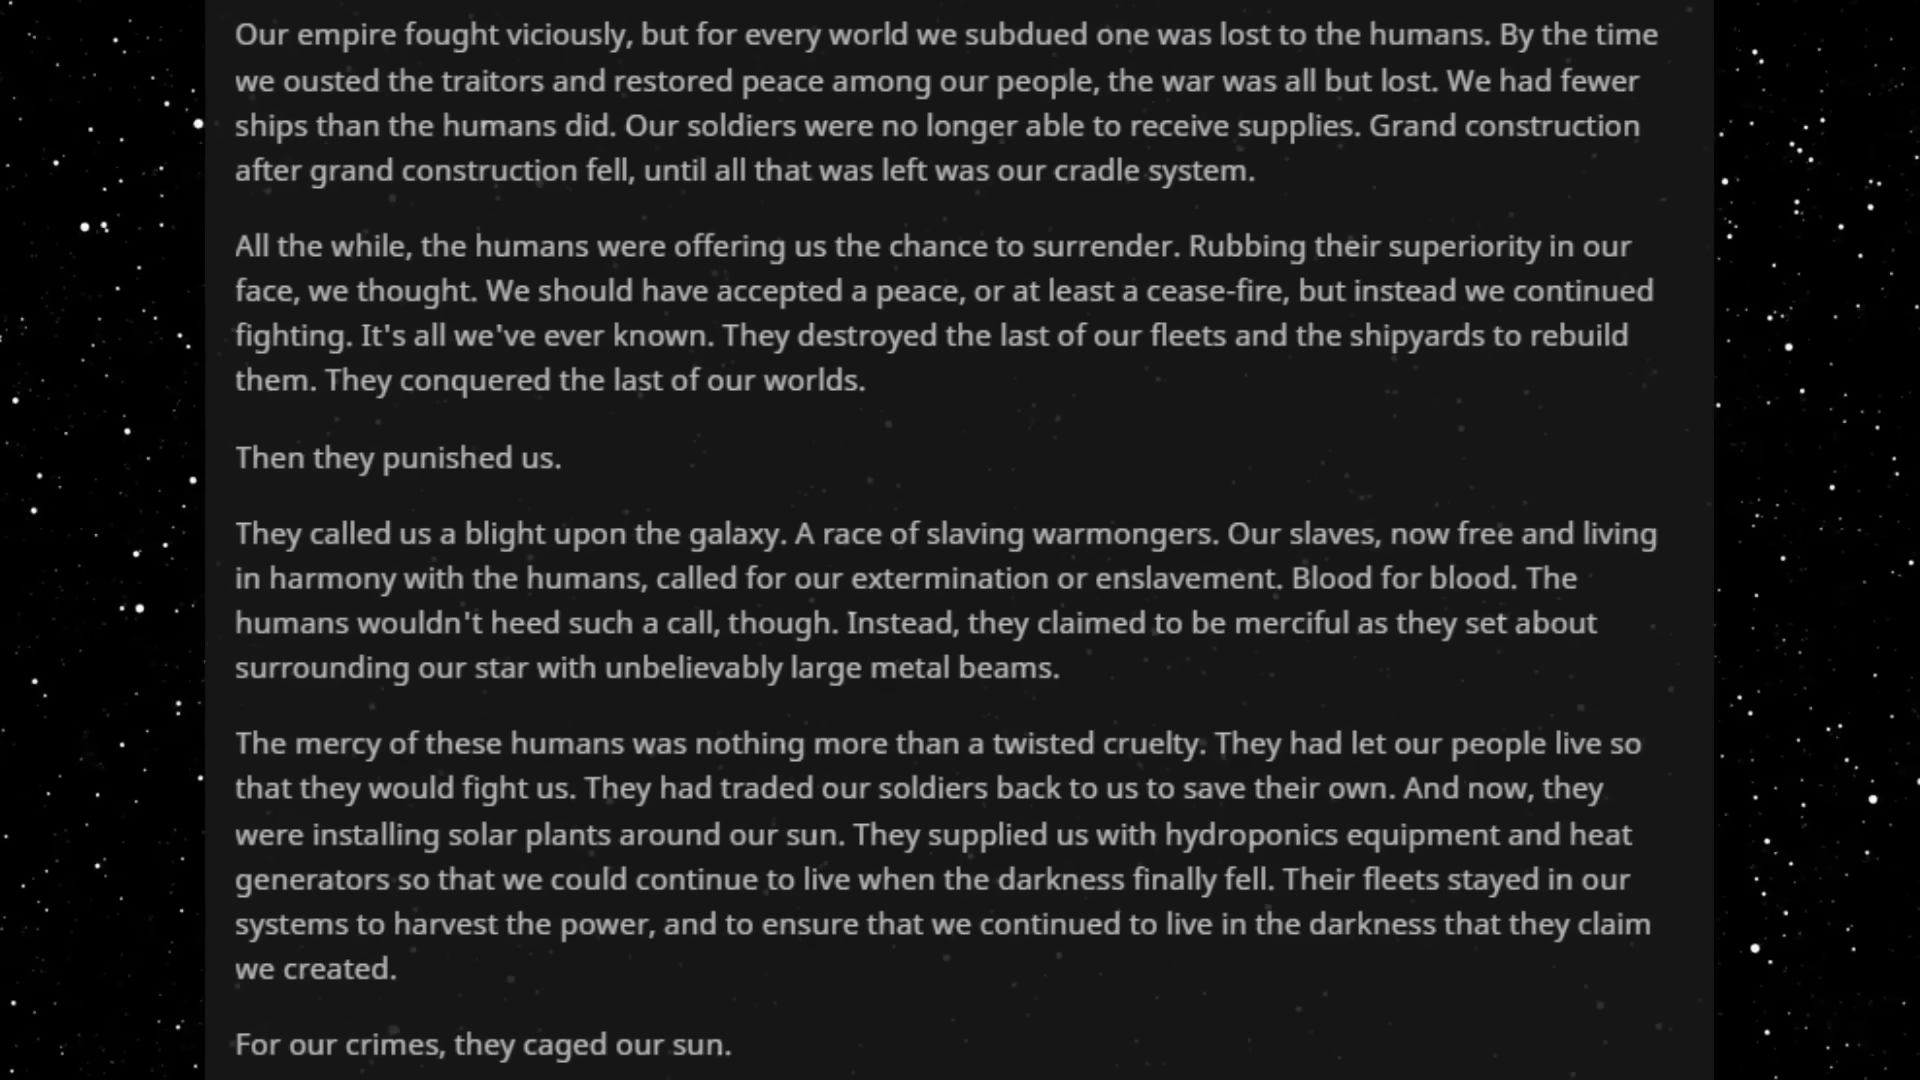 Our empire fought viciously, but for every world we subdued one was lost to the humans. By the time
we ousted the traitors and restored peace among our people, the war was all but lost. We had fewer
ships than the humans did. Our soldiers were no longer able to receive supplies. Grand construction
after grand construction fell, until all that was left was our cradle system.
All the while, the humans were offering us the chance to surrender. Rubbing their superiority in our
face, we thought. We should have accepted a peace, or at least a cease-fire, but instead we continued
fighting. It's all we've ever known. They destroyed the last of our fleets and the shipyards to rebuild
them. They conquered the last of our worlds.
Then they punished us.
They called us a blight upon the galaxy. A race of slaving warmongers. Our slaves, now free and living
in harmony with the humans, called for our extermination or enslavement. Blood for blood. The
humans wouldn't heed such a call, though. Instead, they claimed to be merciful as they set about
surrounding our star with unbelievably large metal beams.
The mercy of these humans was nothing more than a twisted cruelty. They had let our people live so
that they would fight us. They had traded our soldiers back to us to save their own. And now, they
were installing solar plants around our sun. They supplied us with hydroponics equipment and heat
generators so that we could continue to live when the darkness finally fell. Their fleets stayed in our
systems to harvest the power, and to ensure that we continued to live in the darkness that they claim
we created.
For our crimes, they caged our sun.